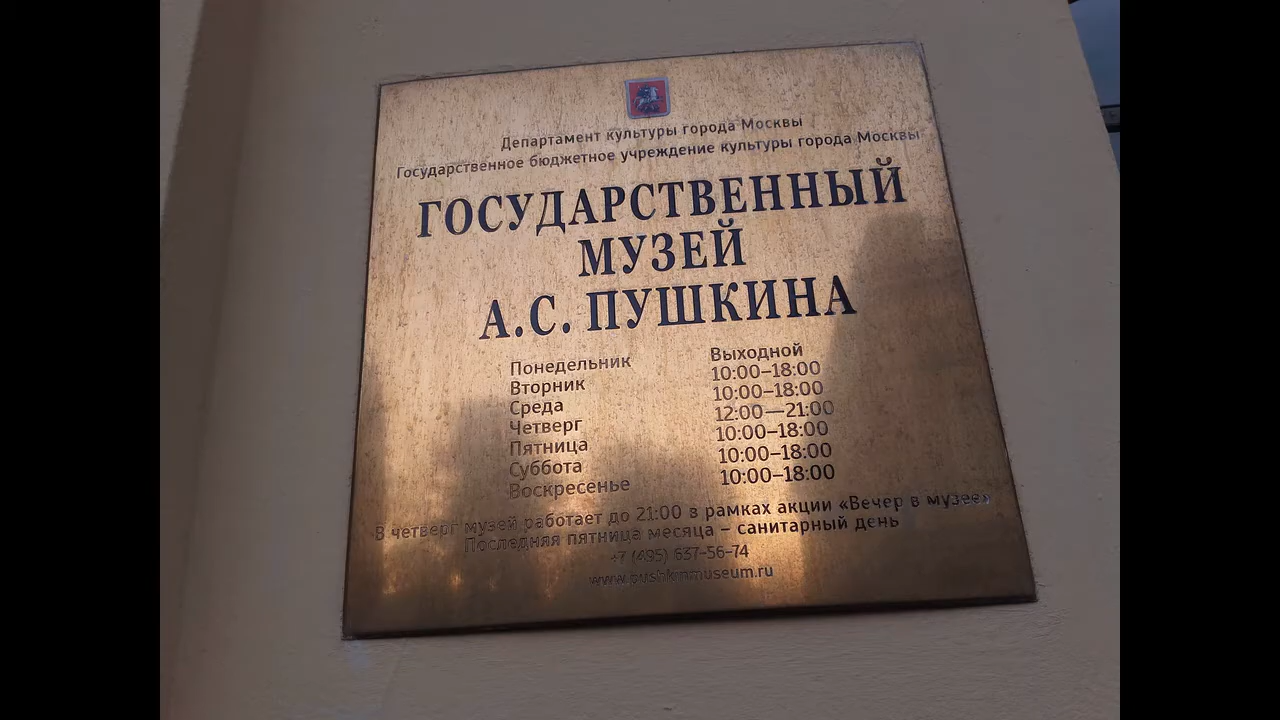 Департамент культуры города Москвы
Государственное бюджетное учреждение культуры города Москвы
ГОСУДАРСТВЕННЫЙ
МУЗЕЙ
А.С. ПУШКИНА
Понедельник Выходной
Вторник 10:00–18:00
Среда 10:00–18:00
Четверг 12:00—21:00
Пятница 10:00–18:00
Суббота 10:00–18:00
Воскресенье 10:00–18:00
В четверг музей работает до 21:00 в рамках акции «Вечер в музее»
Последняя пятница месяца – санитарный день
+7 (495) 637-56-74
www.pushkinmuseum.ru